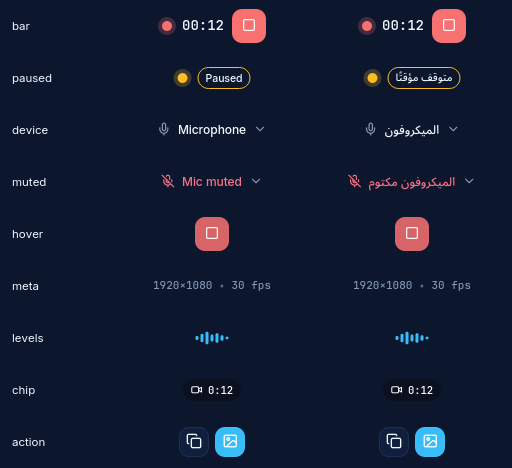 bar 00:12 00:12
paused Paused متوقف مؤقتًا
device Microphone الميكروفون
muted Mic muted الميكروفون مكتوم
hover
meta 1920×1080 • 30 fps 1920×1080 • 30 fps
levels
chip 0:12 0:12
action